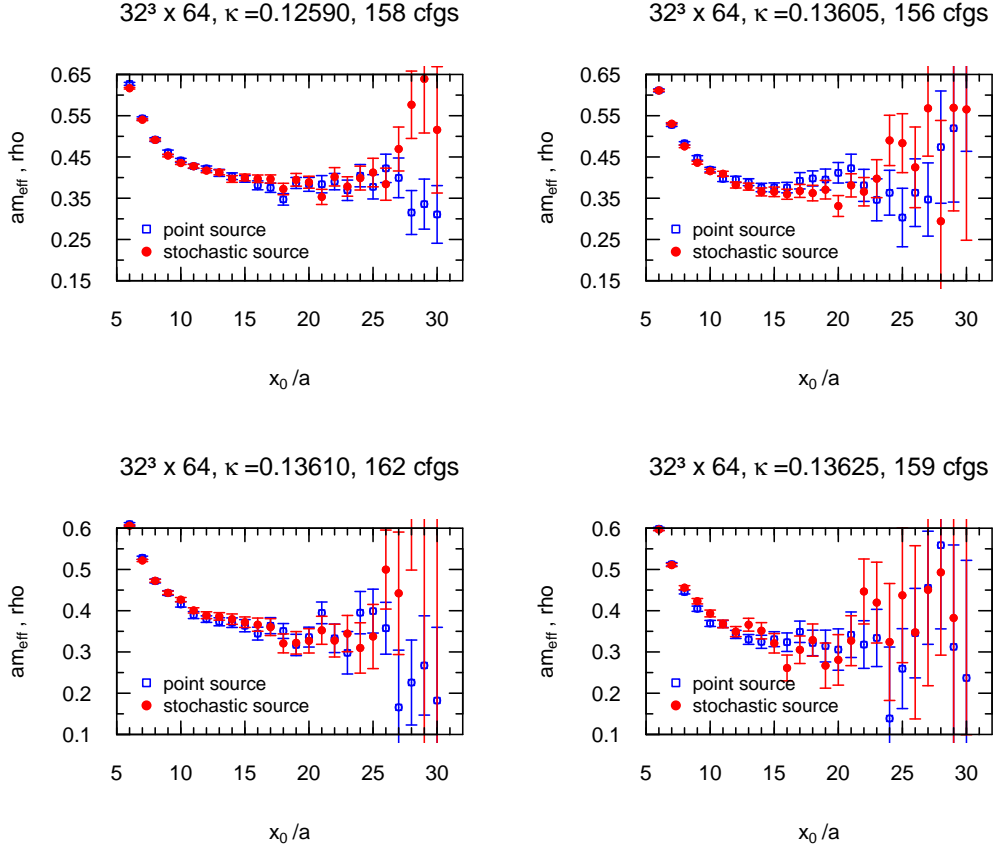 32³ x 64, κ =0.12590, 158 cfgs
am_eff , rho
0.65
0.55
0.45
0.35
0.25
0.15
point source
stochastic source
5 10 15 20 25 30
x_0 /a
32³ x 64, κ =0.13605, 156 cfgs
am_eff , rho
0.65
0.55
0.45
0.35
0.25
0.15
point source
stochastic source
5 10 15 20 25 30
x_0 /a
32³ x 64, κ =0.13610, 162 cfgs
am_eff , rho
0.6
0.5
0.4
0.3
0.2
0.1
point source
stochastic source
5 10 15 20 25 30
x_0 /a
32³ x 64, κ =0.13625, 159 cfgs
am_eff , rho
0.6
0.5
0.4
0.3
0.2
0.1
point source
stochastic source
5 10 15 20 25 30
x_0 /a